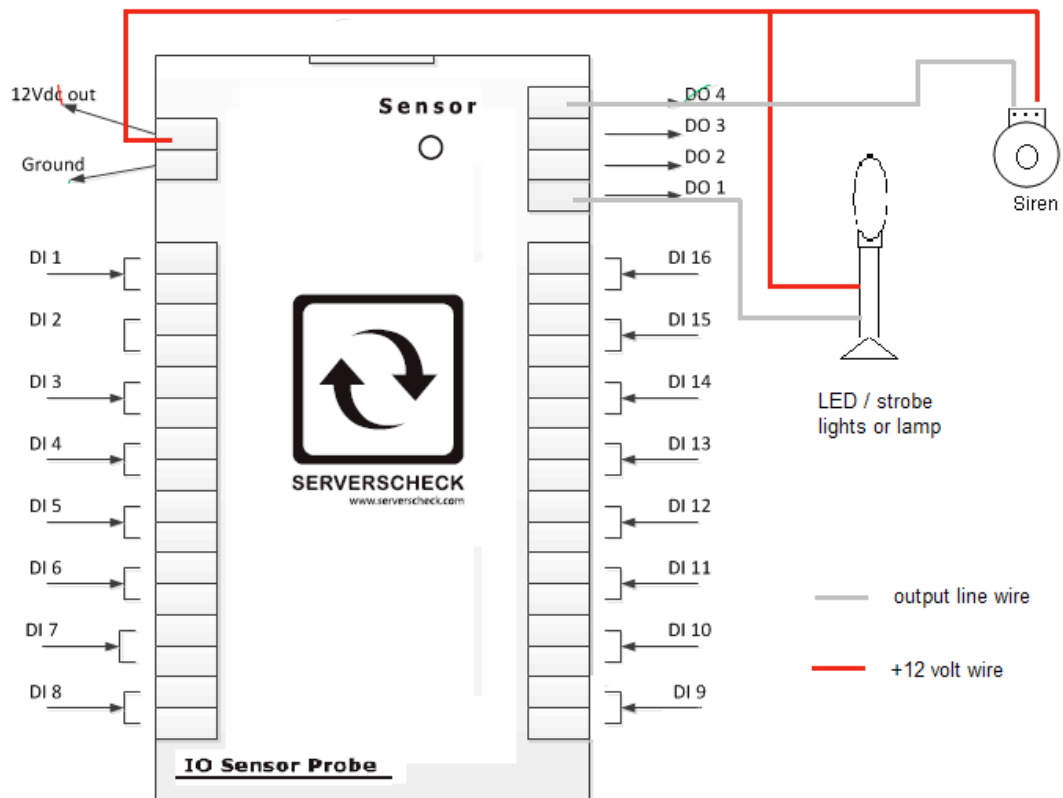 12Vdc out
Ground
Sensor
DO 4
DO 3
DO 2
DO 1
Siren
DI 1
DI 2
DI 3
DI 4
DI 5
DI 6
DI 7
DI 8
DI 16
DI 15
DI 14
DI 13
DI 12
DI 11
DI 10
DI 9
SERVERSCHECK
www.serverscheck.com
LED / strobe
lights or lamp
output line wire
+12 volt wire
IO Sensor Probe